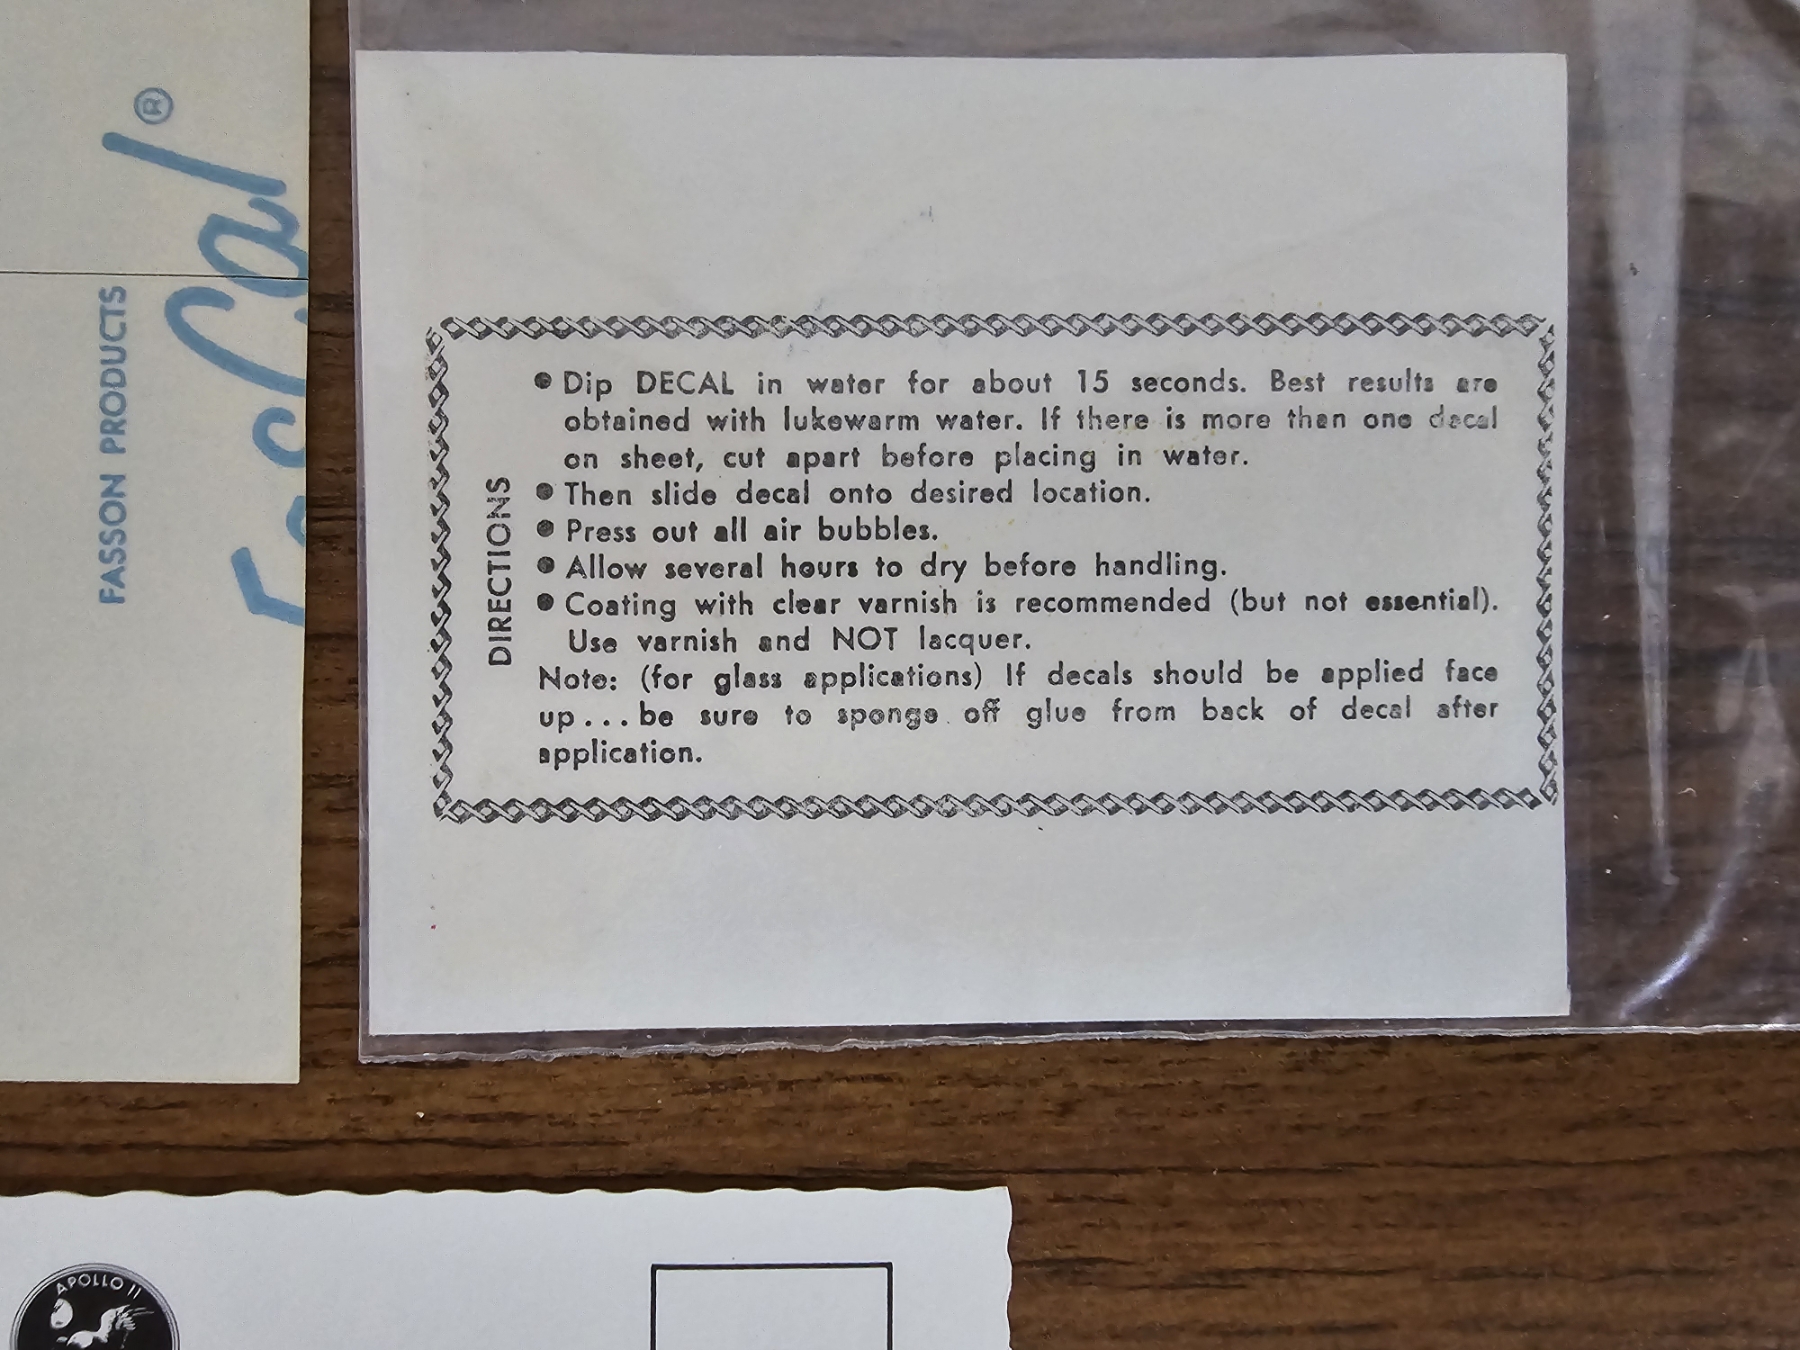 FasCal®
FASSON PRODUCTS
DIRECTIONS
● Dip DECAL in water for about 15 seconds. Best results are
obtained with lukewarm water. If there is more than one decal
on sheet, cut apart before placing in water.
● Then slide decal onto desired location.
● Press out all air bubbles.
● Allow several hours to dry before handling.
● Coating with clear varnish is recommended (but not essential).
Use varnish and NOT lacquer.
Note: (for glass applications) If decals should be applied face
up...be sure to sponge off glue from back of decal after
application.
APOLLO 11